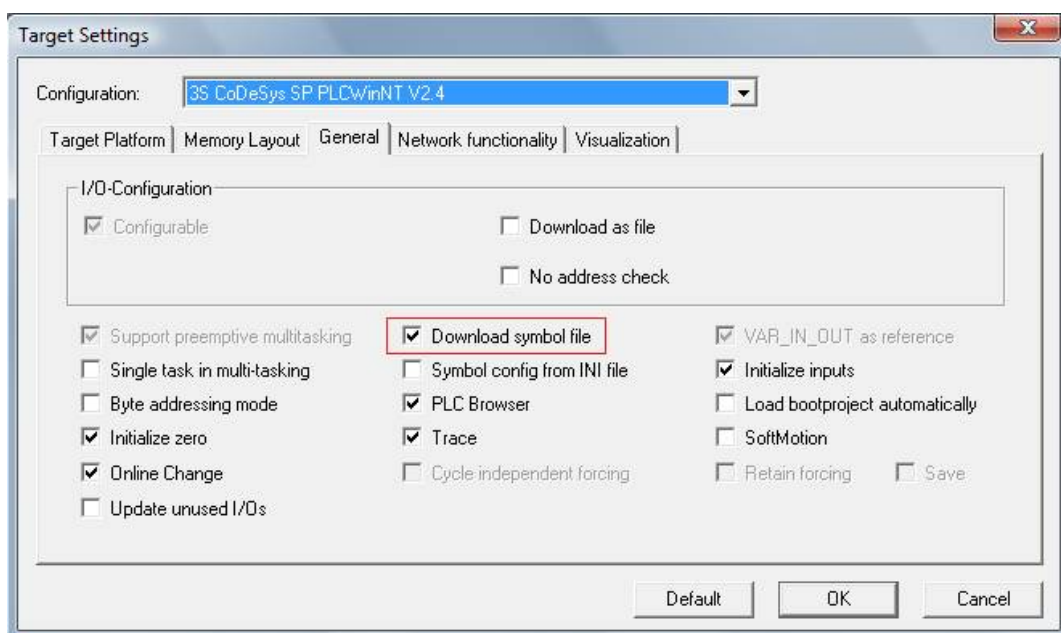 Target Settings
Configuration: 3S CoDeSys SP PLCWinNT V2.4
Target Platform Memory Layout General Network functionality Visualization
I/O-Configuration
Configurable Download as file
No address check
Support preemptive multitasking Download symbol file VAR_IN_OUT as reference
Single task in multi-tasking Symbol config from INI file Initialize inputs
Byte addressing mode PLC Browser Load bootproject automatically
Initialize zero Trace SoftMotion
Online Change Cycle independent forcing Retain forcing Save
Update unused I/Os
Default OK Cancel